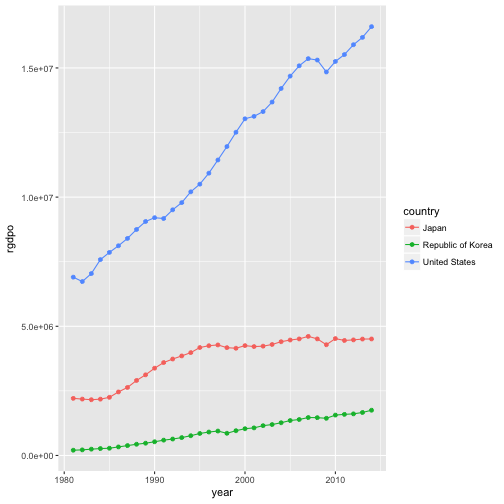 1.5e+07
1.0e+07
5.0e+06
0.0e+00
rgdpo
1980
1990
2000
2010
year
country
Japan
Republic of Korea
United States